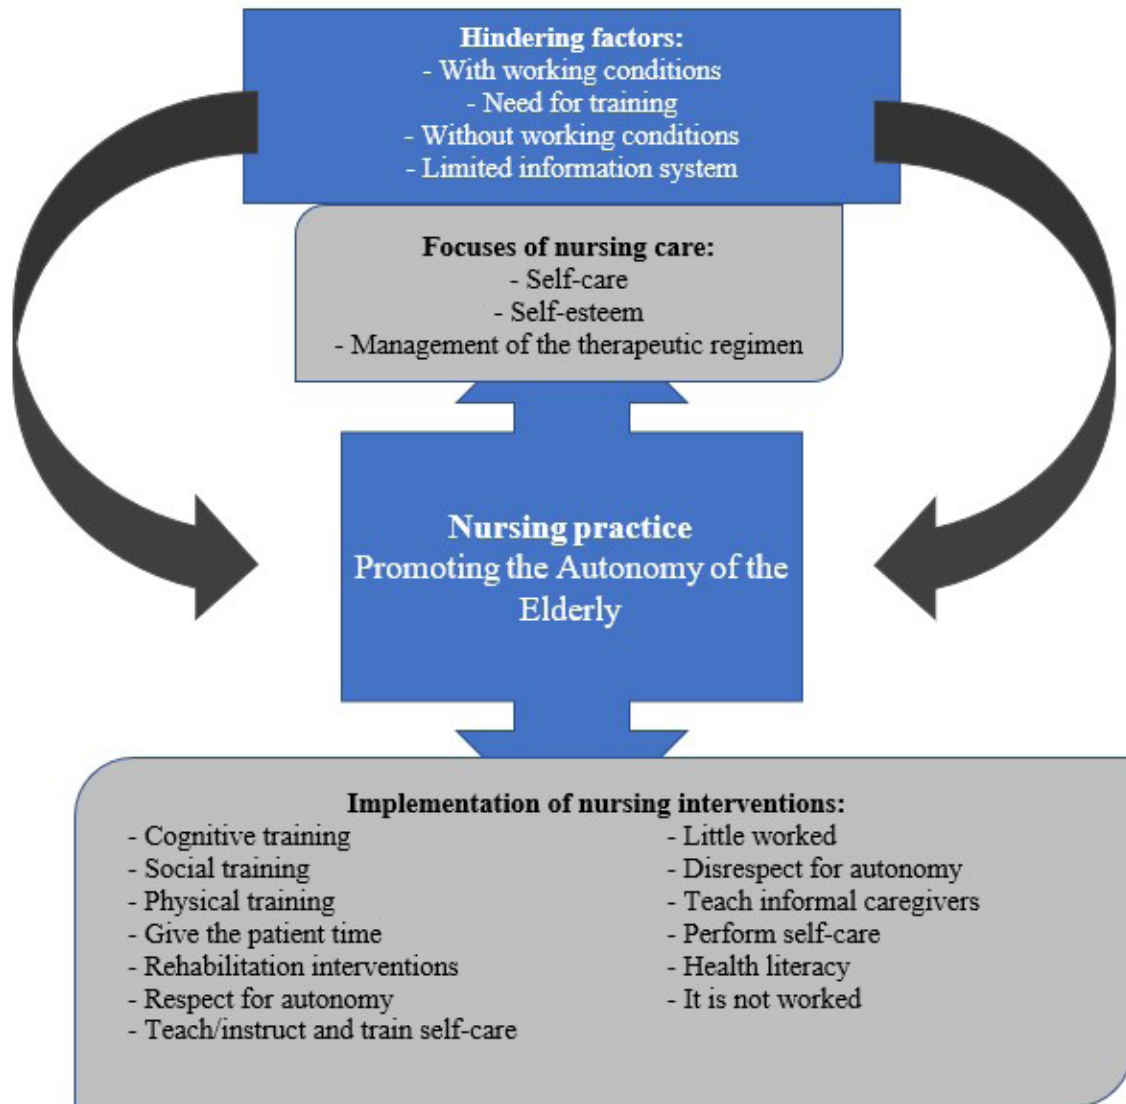 Hindering factors:
- With working conditions
- Need for training
- Without working conditions
- Limited information system
Focuses of nursing care:
- Self-care
- Self-esteem
- Management of the therapeutic regimen
Nursing practice
Promoting the Autonomy of the
Elderly
Implementation of nursing interventions:
- Cognitive training
- Social training
- Physical training
- Give the patient time
- Rehabilitation interventions
- Respect for autonomy
- Teach/instruct and train self-care
- Little worked
- Disrespect for autonomy
- Teach informal caregivers
- Perform self-care
- Health literacy
- It is not worked